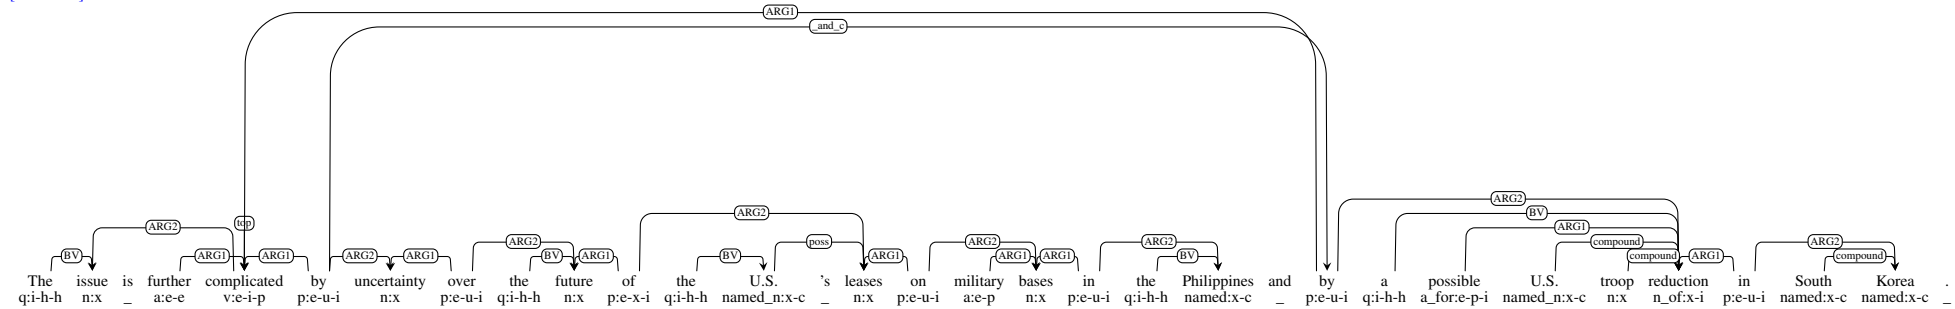 ARG1
_and_c
ARG2
ARG2 BV
ARG2 top ARG2 ARG1
ARG2 poss ARG2 ARG2 compound ARG2
BV ARG1 ARG1 ARG2 ARG1 BV ARG1 BV ARG1 ARG1 ARG1 BV compound ARG1 compound
The issue is further complicated by uncertainty over the future of the U.S. 's leases on military bases in the Philippines and by a possible U.S. troop reduction in South Korea .
q:i-h-h n:x _ a:e-e v:e-i-p p:e-u-i n:x p:e-u-i q:i-h-h n:x p:e-x-i q:i-h-h named_n:x-c _ n:x p:e-u-i a:e-p n:x p:e-u-i q:i-h-h named:x-c _ p:e-u-i q:i-h-h a_for:e-p-i named_n:x-c n:x n_of:x-i p:e-u-i named:x-c named:x-c _